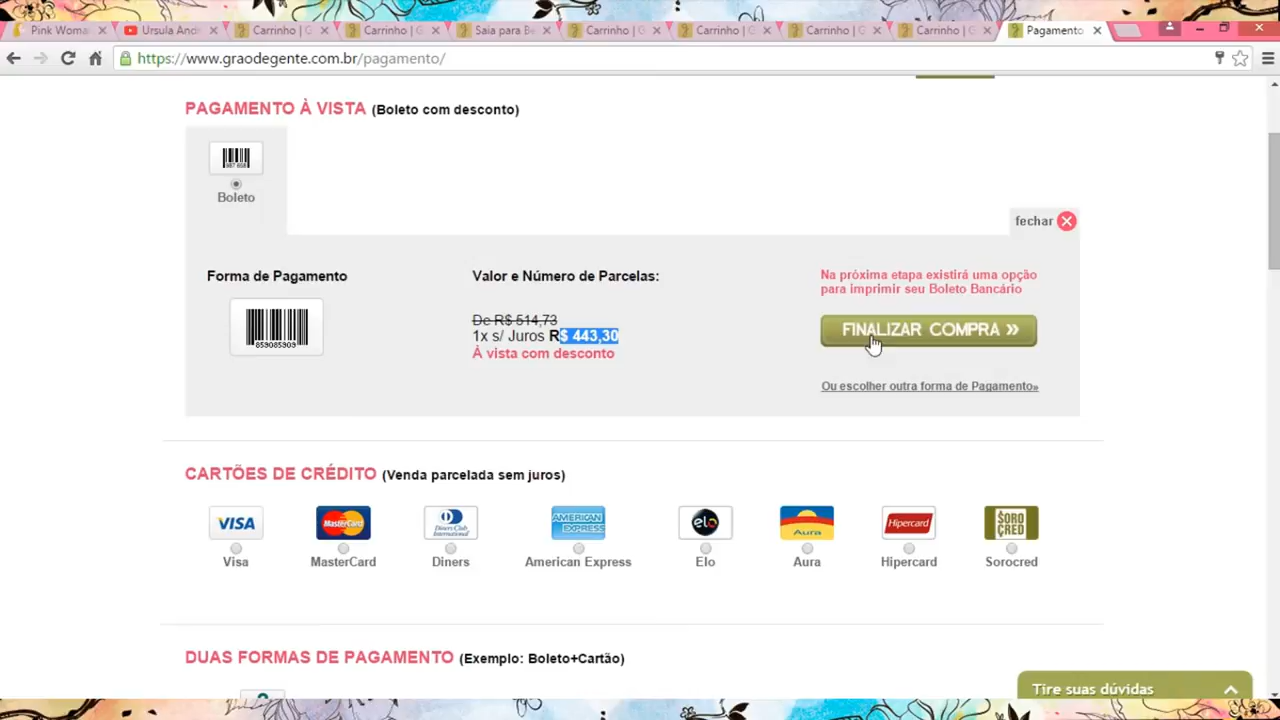 Pink Woma
Ursula And
Carrinho | G
Carrinho | G
Saia para Be
Carrinho | G
Carrinho | G
Carrinho | G
Carrinho | G
Pagamento
https://www.graodegente.com.br/pagamento/
PAGAMENTO À VISTA (Boleto com desconto)
Boleto
fechar
Forma de Pagamento
Valor e Número de Parcelas:
Na próxima etapa existirá uma opção
para imprimir seu Boleto Bancário
859085909
De R$ 514,73
1x s/ Juros R$ 443,30
À vista com desconto
FINALIZAR COMPRA »
Ou escolher outra forma de Pagamento»
CARTÕES DE CRÉDITO (Venda parcelada sem juros)
VISA
MasterCard
Diners Club
International
AMERICAN
EXPRESS
elo
Aura
Hipercard
SORO
CRED
Visa
MasterCard
Diners
American Express
Elo
Aura
Hipercard
Sorocred
DUAS FORMAS DE PAGAMENTO (Exemplo: Boleto+Cartão)
Tire suas dúvidas